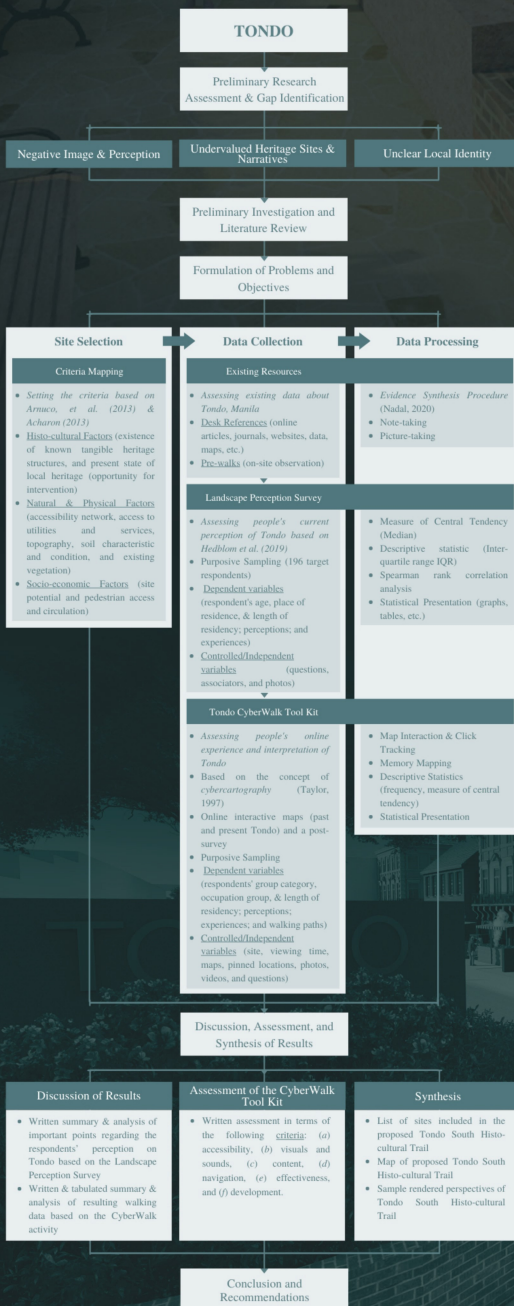 TONDO
Preliminary Research
Assessment & Gap Identification
Negative Image & Perception
Undervalued Heritage Sites &
Narratives
Unclear Local Identity
Preliminary Investigation and
Literature Review
Formulation of Problems and
Objectives
Site Selection
Criteria Mapping
• Setting the criteria based on
Arnuco, et al. (2013) &
Acharon (2013)
• Histo-cultural Factors (existence
of known tangible heritage
structures, and present state of
local heritage (opportunity for
intervention)
• Natural & Physical Factors
(accessibility network, access to
utilities and services,
topography, soil characteristic
and condition, and existing
vegetation)
• Socio-economic Factors (site
potential and pedestrian access
and circulation)
Data Collection
Data Processing
Existing Resources
• Assessing existing data about
Tondo, Manila
• Desk References (online
articles, journals, websites, data,
maps, etc.)
• Pre-walks (on-site observation)
• Evidence Synthesis Procedure
(Nadal, 2020)
• Note-taking
• Picture-taking
Landscape Perception Survey
• Assessing people's current
perception of Tondo based on
Hedblom et al. (2019)
• Purposive Sampling (196 target
respondents)
• Dependent variables
(respondent's age, place of
residence, & length of
residency; perceptions; and
experiences)
• Controlled/Independent
variables (questions,
associators, and photos)
• Measure of Central Tendency
(Median)
• Descriptive statistic (Inter-
quartile range IQR)
• Spearman rank correlation
analysis
• Statistical Presentation (graphs,
tables, etc.)
Tondo CyberWalk Tool Kit
• Assessing people's online
experience and interpretation of
Tondo
• Based on the concept of
cybercartography (Taylor,
1997)
• Online interactive maps (past
and present Tondo) and a post-
survey
• Purposive Sampling
• Dependent variables
(respondents' group category,
occupation group, & length of
residency; perceptions;
experiences; and walking paths)
• Controlled/Independent
variables (site, viewing time,
maps, pinned locations, photos,
videos, and questions)
• Map Interaction & Click
Tracking
• Memory Mapping
• Descriptive Statistics
(frequency, measure of central
tendency)
• Statistical Presentation
TONDO
Discussion, Assessment, and
Synthesis of Results
Discussion of Results
• Written summary & analysis of
important points regarding the
respondents' perception on
Tondo based on the Landscape
Perception Survey
• Written & tabulated summary &
analysis of resulting walking
data based on the CyberWalk
activity
Assessment of the CyberWalk
Tool Kit
• Written assessment in terms of
the following criteria: (a)
accessibility, (b) visuals and
sounds, (c) content, (d)
navigation, (e) effectiveness,
and (f) development.
Synthesis
• List of sites included in the
proposed Tondo South Histo-
cultural Trail
• Map of proposed Tondo South
Histo-cultural Trail
• Sample rendered perspectives of
Tondo South Histo-cultural
Trail
Conclusion and
Recommendations